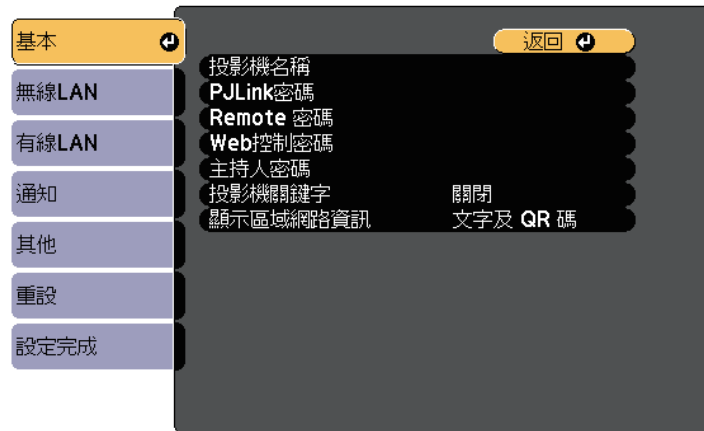 基本
無線LAN
有線LAN
通知
其他
重設
設定完成
返回
投影機名稱
PJLink密碼
Remote 密碼
Web控制密碼
主持人密碼
投影機關鍵字 關閉
顯示區域網路資訊 文字及 QR 碼